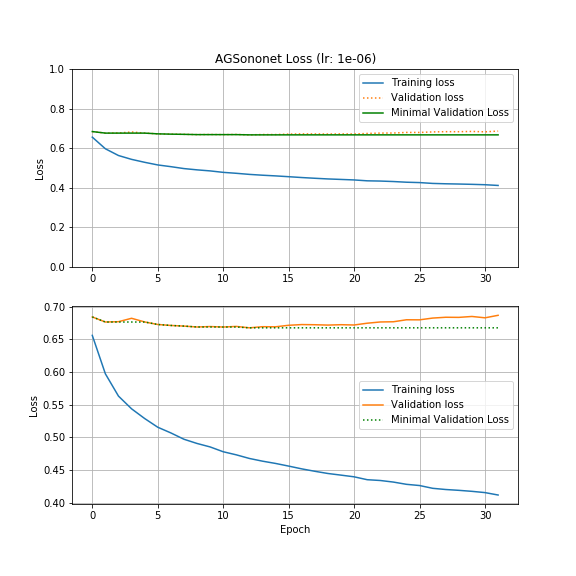 AGSononet Loss (lr: 1e-06)
1.0
0.8
0.6
0.4
0.2
0.0
Loss
Training loss
Validation loss
Minimal Validation Loss
0 5 10 15 20 25 30
0.70
0.65
0.60
0.55
0.50
0.45
0.40
Loss
Training loss
Validation loss
Minimal Validation Loss
0 5 10 15 20 25 30
Epoch